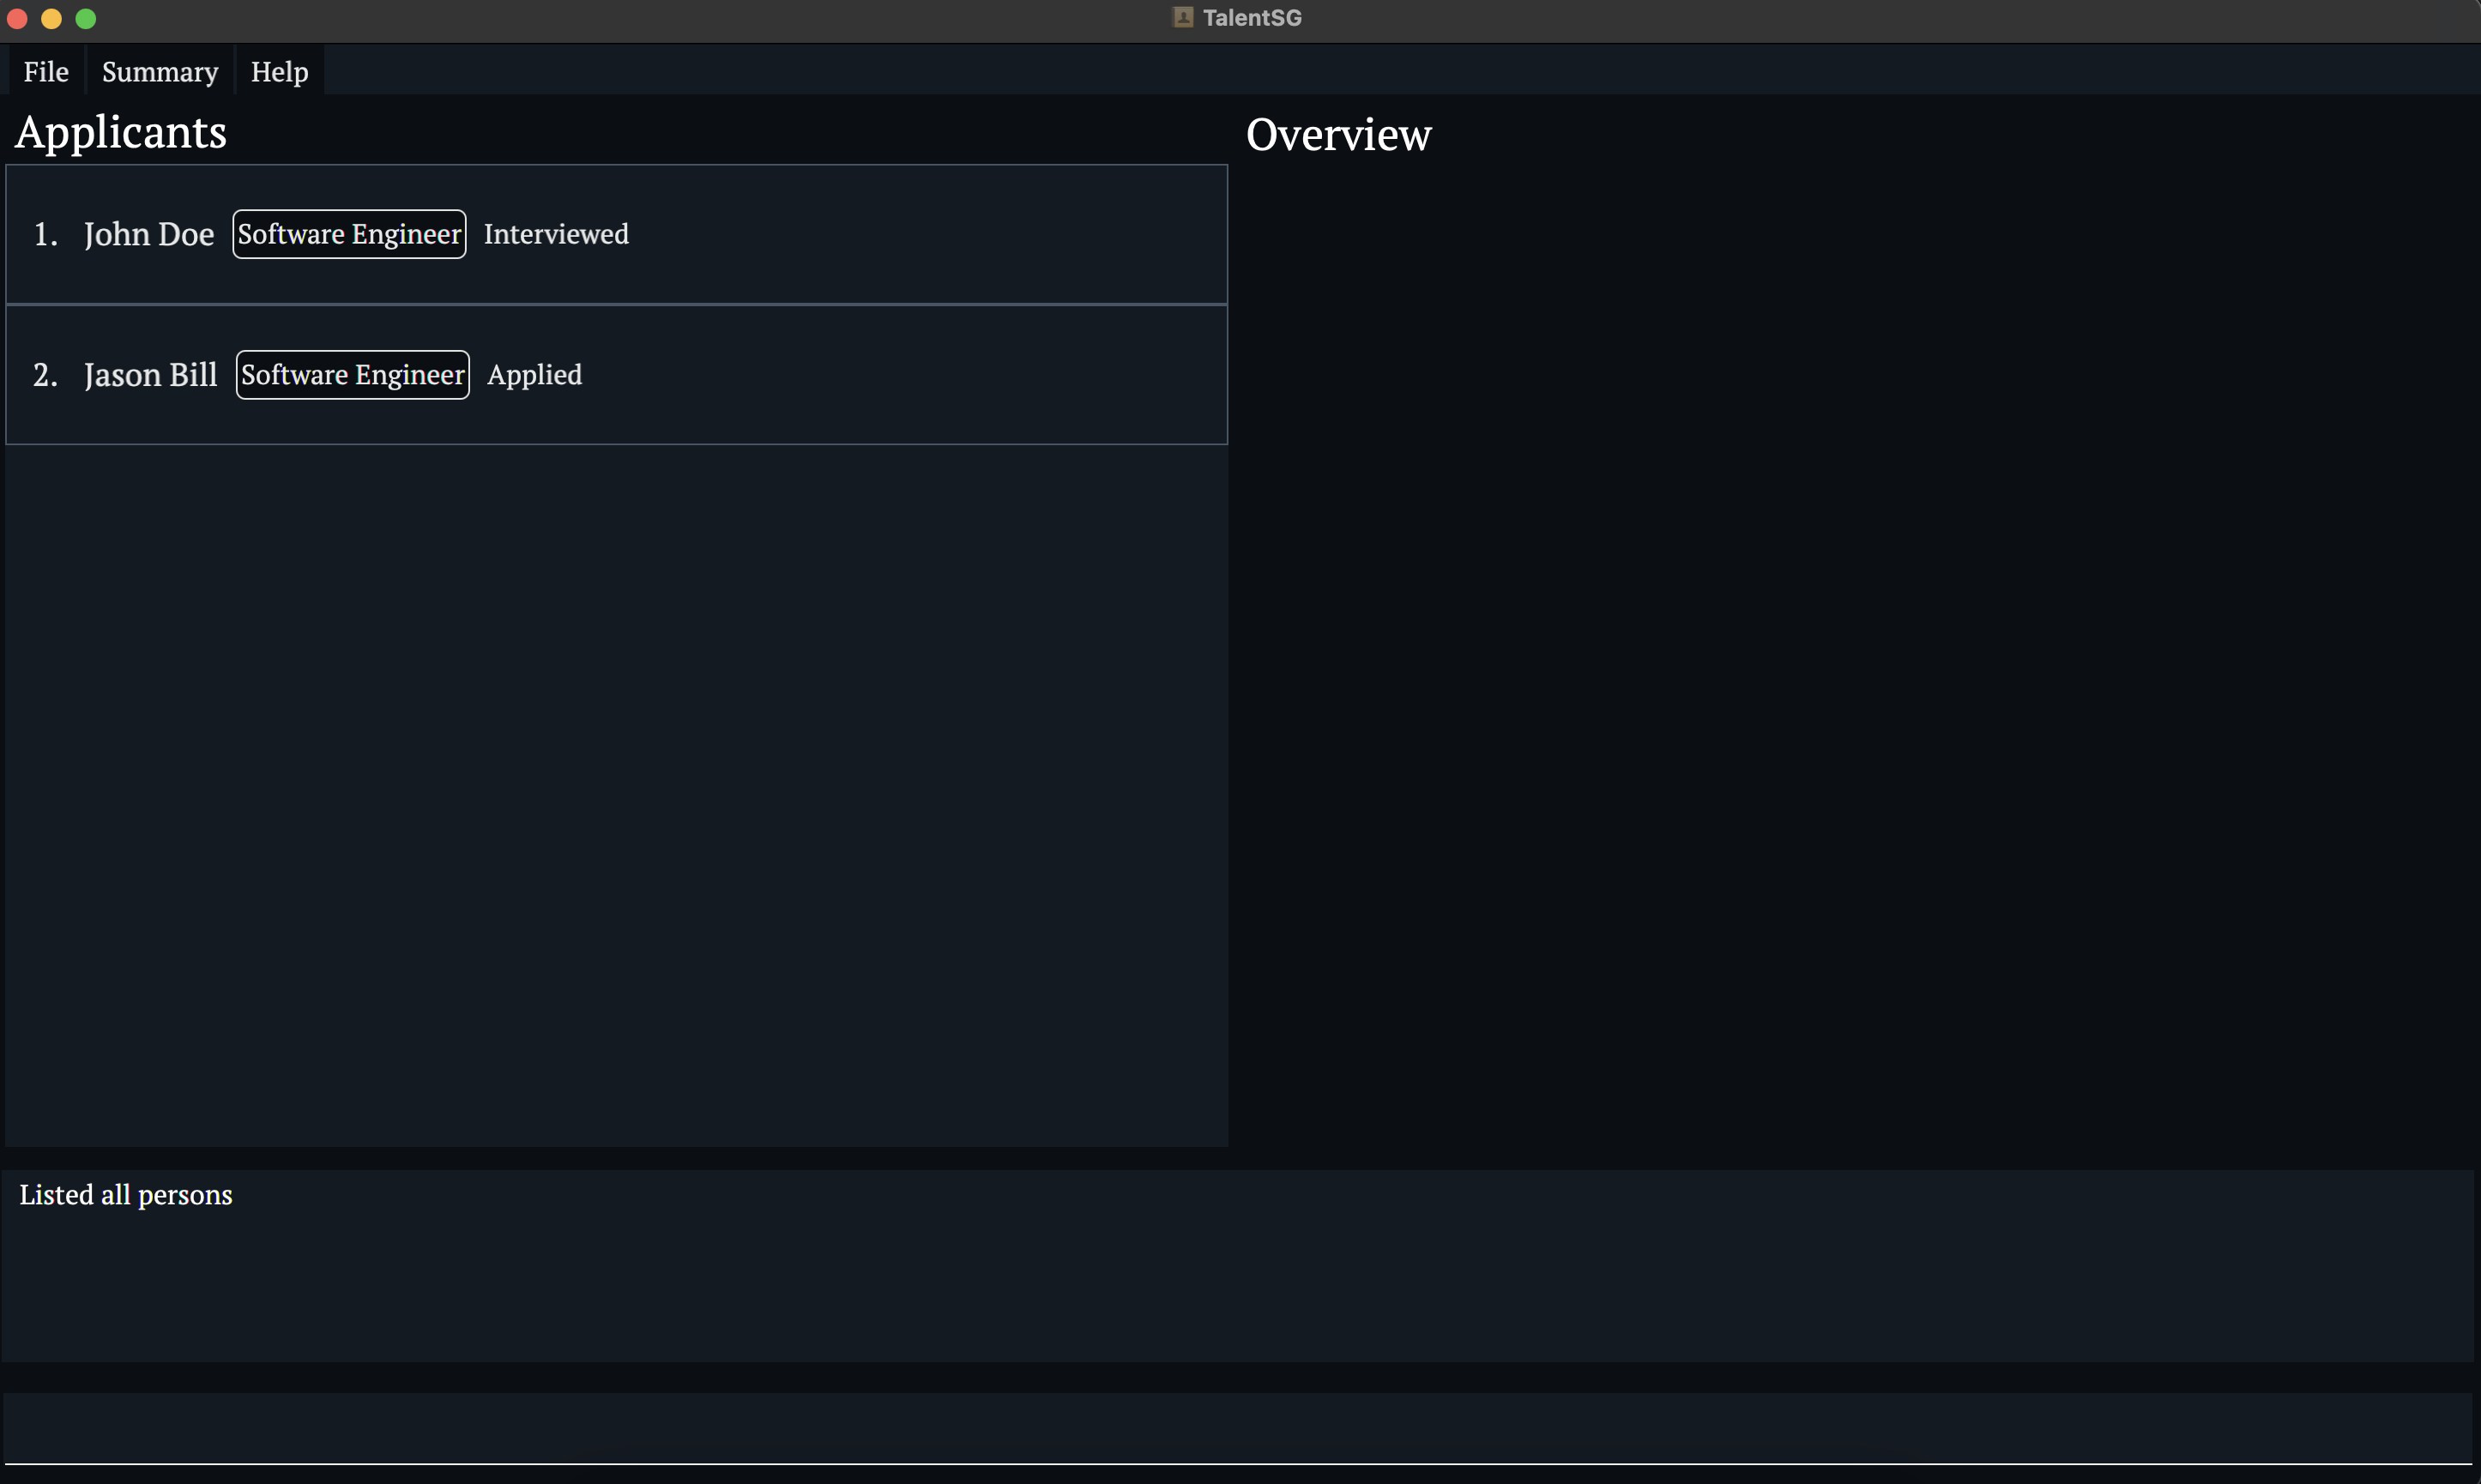 TalentSG
File Summary Help
Applicants
1. John Doe Software Engineer Interviewed
2. Jason Bill Software Engineer Applied
Overview
Listed all persons